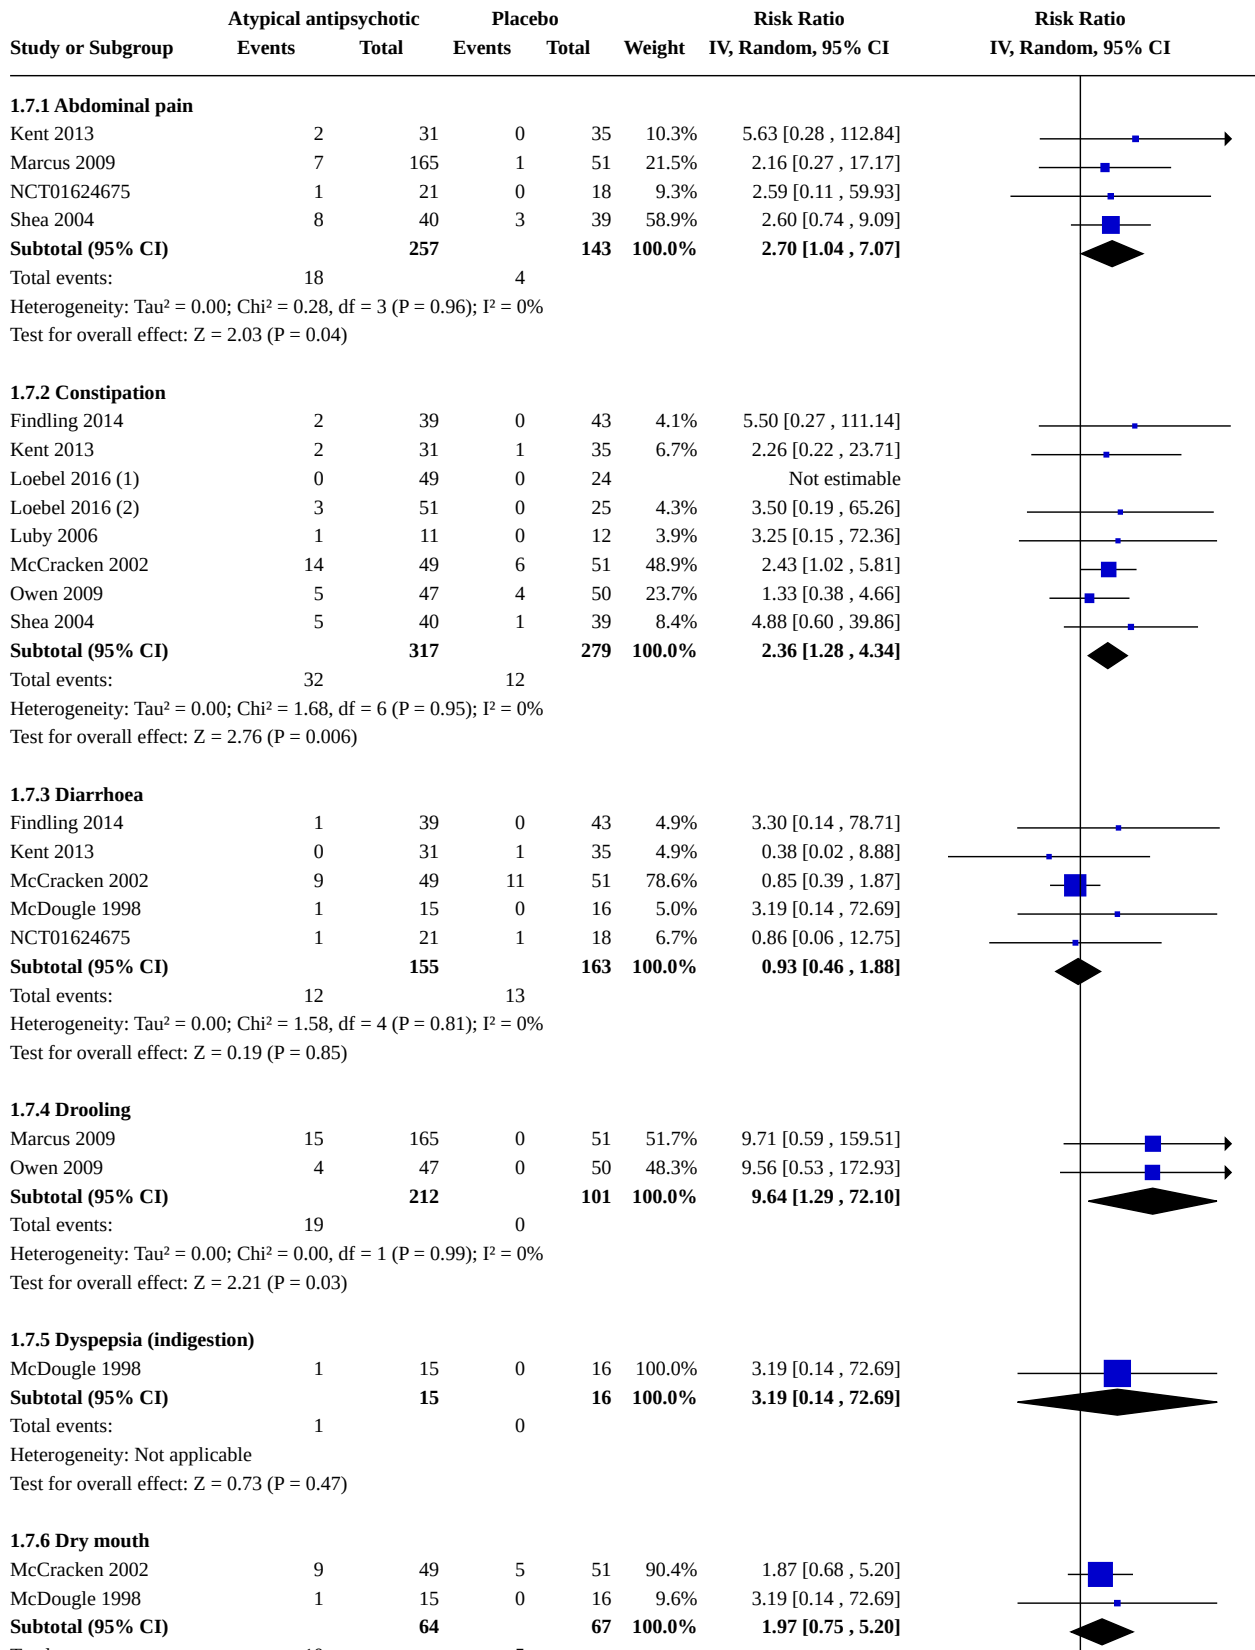 Atypical antipsychotic Placebo Risk Ratio Risk Ratio
Study or Subgroup Events Total Events Total Weight IV, Random, 95% CI IV, Random, 95% CI
1.7.1 Abdominal pain
Kent 2013 2 31 0 35 10.3% 5.63 [0.28 , 112.84]
Marcus 2009 7 165 1 51 21.5% 2.16 [0.27 , 17.17]
NCT01624675 1 21 0 18 9.3% 2.59 [0.11 , 59.93]
Shea 2004 8 40 3 39 58.9% 2.60 [0.74 , 9.09]
Subtotal (95% CI) 257 143 100.0% 2.70 [1.04 , 7.07]
Total events: 18 4
Heterogeneity: Tau² = 0.00; Chi² = 0.28, df = 3 (P = 0.96); I² = 0%
Test for overall effect: Z = 2.03 (P = 0.04)
1.7.2 Constipation
Findling 2014 2 39 0 43 4.1% 5.50 [0.27 , 111.14]
Kent 2013 2 31 1 35 6.7% 2.26 [0.22 , 23.71]
Loebel 2016 (1) 0 49 0 24 Not estimable
Loebel 2016 (2) 3 51 0 25 4.3% 3.50 [0.19 , 65.26]
Luby 2006 1 11 0 12 3.9% 3.25 [0.15 , 72.36]
McCracken 2002 14 49 6 51 48.9% 2.43 [1.02 , 5.81]
Owen 2009 5 47 4 50 23.7% 1.33 [0.38 , 4.66]
Shea 2004 5 40 1 39 8.4% 4.88 [0.60 , 39.86]
Subtotal (95% CI) 317 279 100.0% 2.36 [1.28 , 4.34]
Total events: 32 12
Heterogeneity: Tau² = 0.00; Chi² = 1.68, df = 6 (P = 0.95); I² = 0%
Test for overall effect: Z = 2.76 (P = 0.006)
1.7.3 Diarrhoea
Findling 2014 1 39 0 43 4.9% 3.30 [0.14 , 78.71]
Kent 2013 0 31 1 35 4.9% 0.38 [0.02 , 8.88]
McCracken 2002 9 49 11 51 78.6% 0.85 [0.39 , 1.87]
McDougle 1998 1 15 0 16 5.0% 3.19 [0.14 , 72.69]
NCT01624675 1 21 1 18 6.7% 0.86 [0.06 , 12.75]
Subtotal (95% CI) 155 163 100.0% 0.93 [0.46 , 1.88]
Total events: 12 13
Heterogeneity: Tau² = 0.00; Chi² = 1.58, df = 4 (P = 0.81); I² = 0%
Test for overall effect: Z = 0.19 (P = 0.85)
1.7.4 Drooling
Marcus 2009 15 165 0 51 51.7% 9.71 [0.59 , 159.51]
Owen 2009 4 47 0 50 48.3% 9.56 [0.53 , 172.93]
Subtotal (95% CI) 212 101 100.0% 9.64 [1.29 , 72.10]
Total events: 19 0
Heterogeneity: Tau² = 0.00; Chi² = 0.00, df = 1 (P = 0.99); I² = 0%
Test for overall effect: Z = 2.21 (P = 0.03)
1.7.5 Dyspepsia (indigestion)
McDougle 1998 1 15 0 16 100.0% 3.19 [0.14 , 72.69]
Subtotal (95% CI) 15 16 100.0% 3.19 [0.14 , 72.69]
Total events: 1 0
Heterogeneity: Not applicable
Test for overall effect: Z = 0.73 (P = 0.47)
1.7.6 Dry mouth
McCracken 2002 9 49 5 51 90.4% 1.87 [0.68 , 5.20]
McDougle 1998 1 15 0 16 9.6% 3.19 [0.14 , 72.69]
Subtotal (95% CI) 64 67 100.0% 1.97 [0.75 , 5.20]